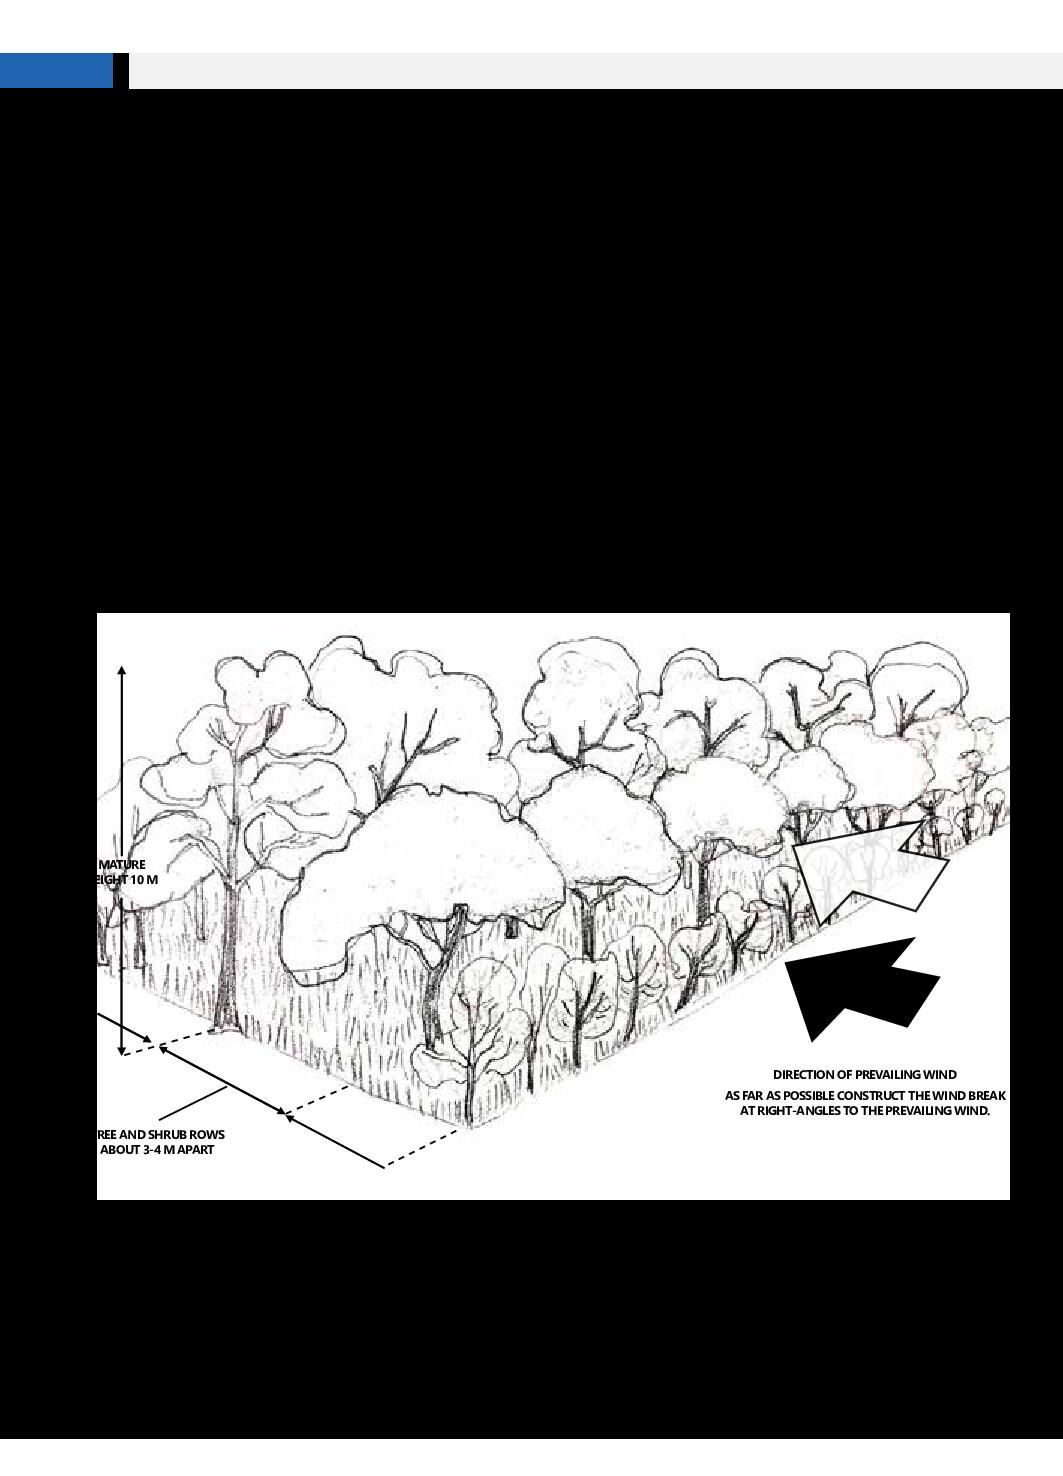 MATURE
EIGHT 10 M
REE AND SHRUB ROWS
ABOUT 3-4 M APART
DIRECTION OF PREVAILING WIND
AS FAR AS POSSIBLE CONSTRUCT THE WIND BREAK
AT RIGHT-ANGLES TO THE PREVAILING WIND.